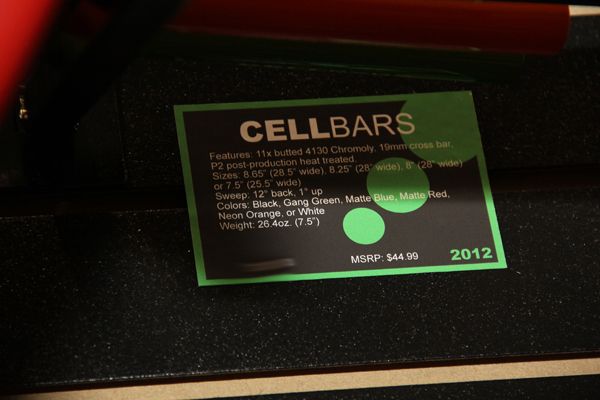 CELLBARS
Features: 11x butted 4130 Chromoly, 19mm cross bar,
P2 post-production heat treated.
Sizes: 8.65" (28.5" wide), 8.25" (28" wide), 8" (28" wide)
or 7.5" (25.5" wide)
Sweep: 12° back, 1° up
Colors: Black, Gang Green, Matte Blue, Matte Red,
Neon Orange, or White
Weight: 26.4oz. (7.5")
MSRP: $44.99
2012